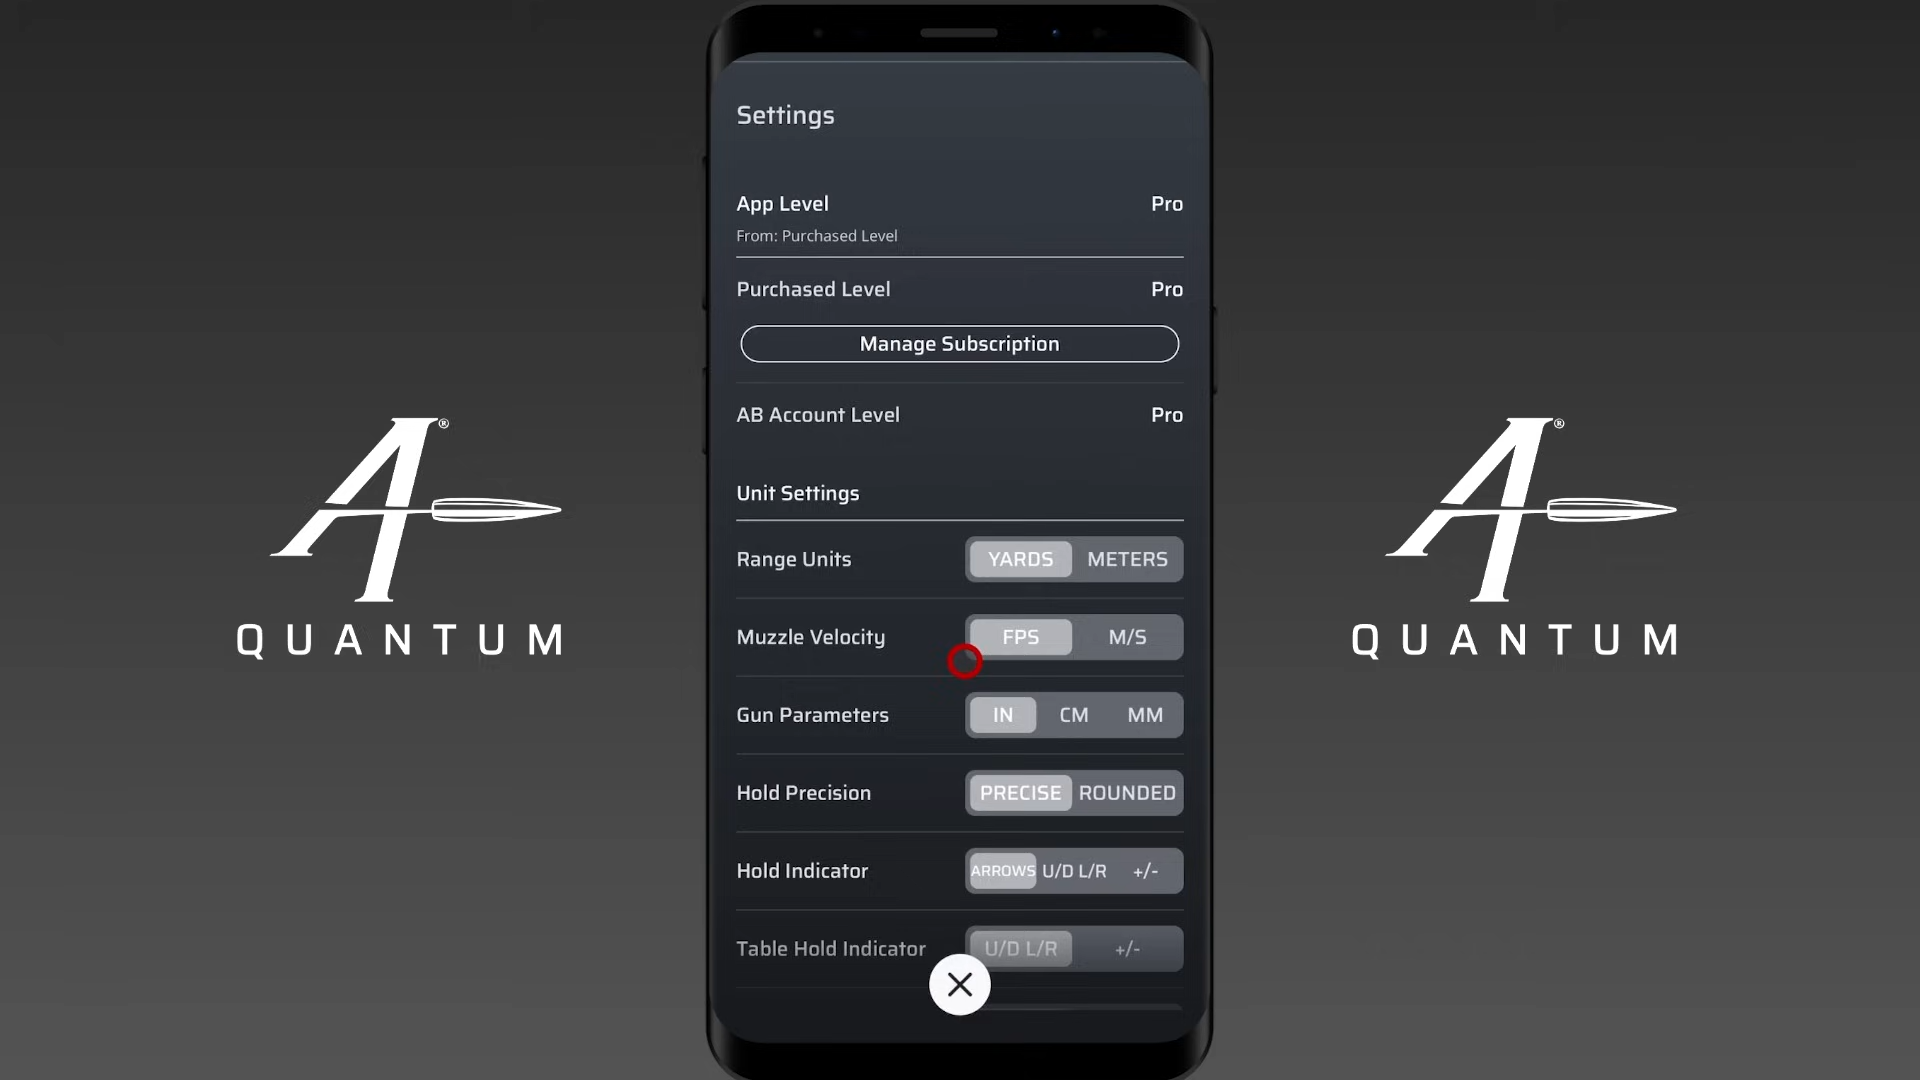 Settings
App Level Pro
From: Purchased Level
Purchased Level Pro
Manage Subscription
AB Account Level Pro
Unit Settings
Range Units YARDS METERS
Muzzle Velocity FPS M/S
Gun Parameters IN CM MM
Hold Precision PRECISE ROUNDED
Hold Indicator ARROWS U/D L/R +/-
Table Hold Indicator U/D L/R +/-
A®
QUANTUM
A®
QUANTUM